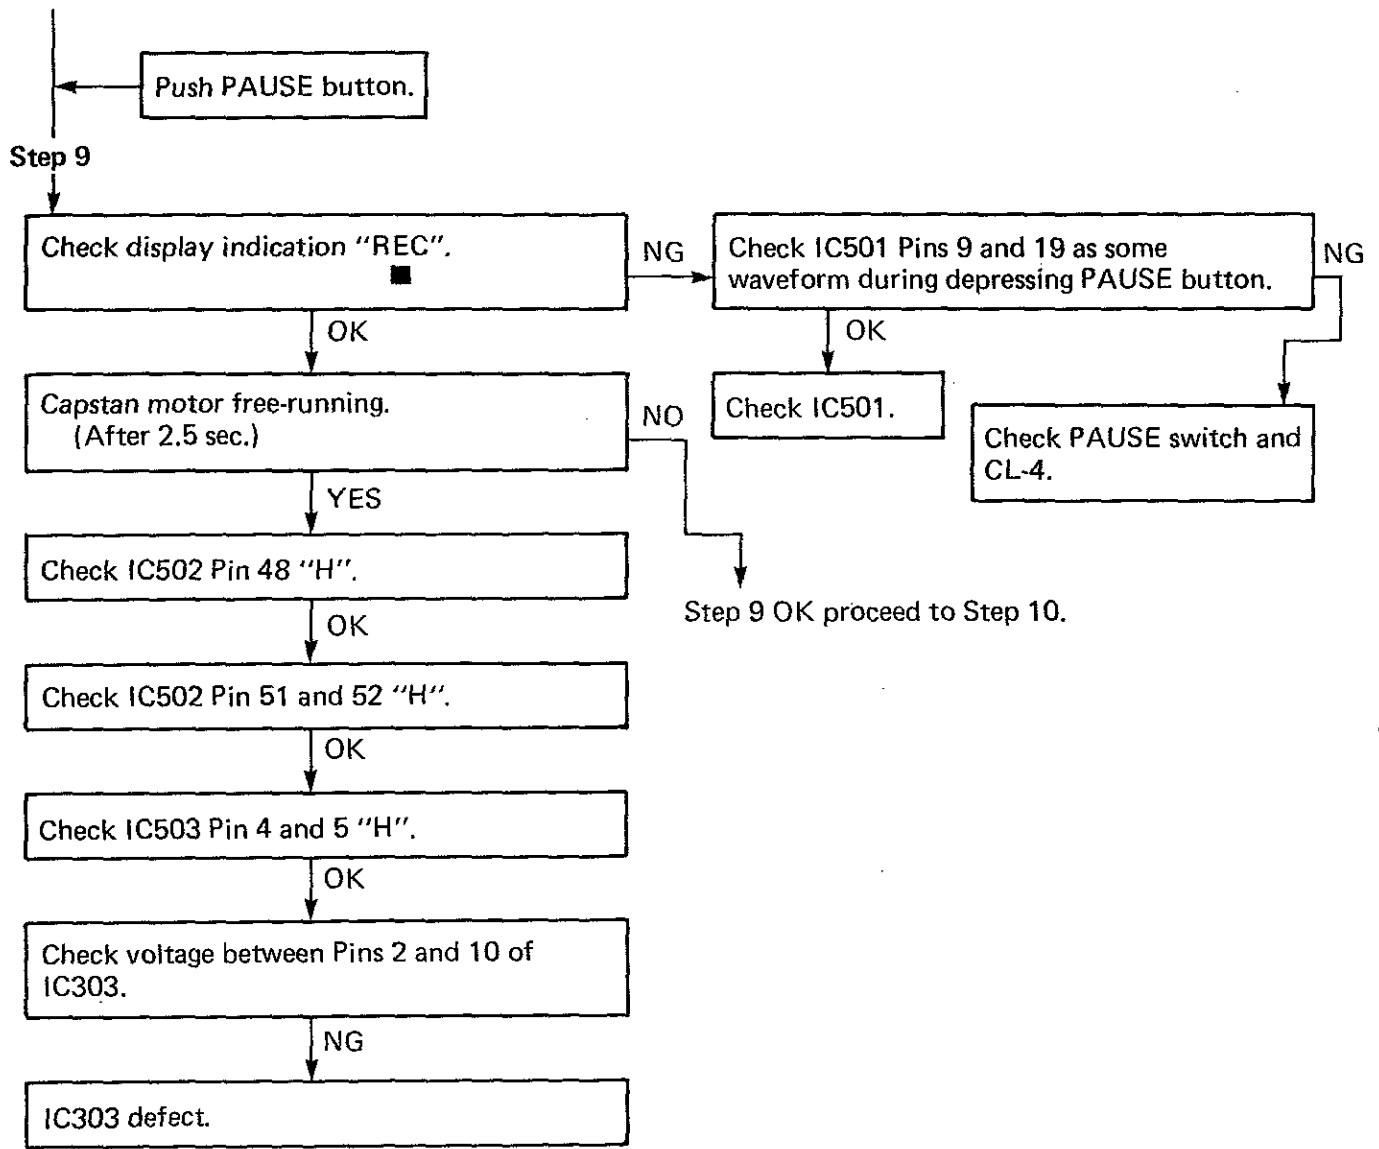 Push PAUSE button.
Step 9
Check display indication "REC".
NG
Check IC501 Pins 9 and 19 as some
waveform during depressing PAUSE button.
NG
OK
OK
Capstan motor free-running.
(After 2.5 sec.)
NO
Check IC501.
Check PAUSE switch and
CL-4.
YES
Check IC502 Pin 48 "H".
Step 9 OK proceed to Step 10.
OK
Check IC502 Pin 51 and 52 "H".
OK
Check IC503 Pin 4 and 5 "H".
OK
Check voltage between Pins 2 and 10 of
IC303.
NG
IC303 defect.